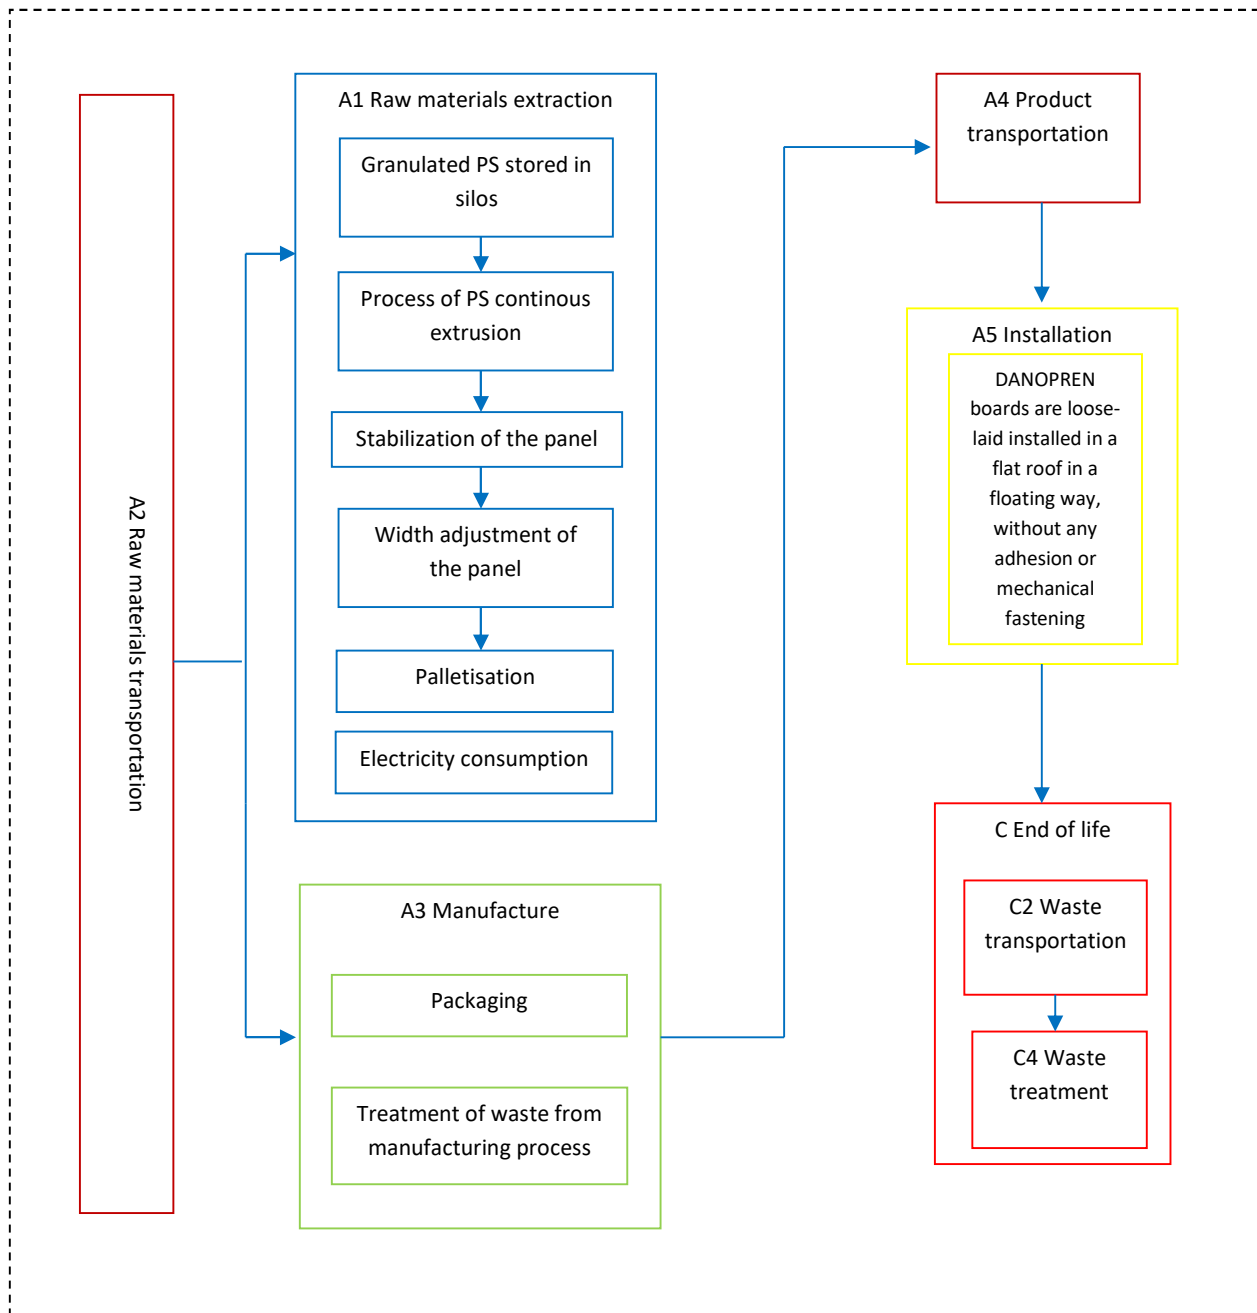 A2 Raw materials transportation
A1 Raw materials extraction
Granulated PS stored in
silos
Process of PS continous
extrusion
Stabilization of the panel
Width adjustment of
the panel
Palletisation
Electricity consumption
A3 Manufacture
Packaging
Treatment of waste from
manufacturing process
A4 Product
transportation
A5 Installation
DANOPREN
boards are loose-
laid installed in a
flat roof in a
floating way,
without any
adhesion or
mechanical
fastening
C End of life
C2 Waste
transportation
C4 Waste
treatment